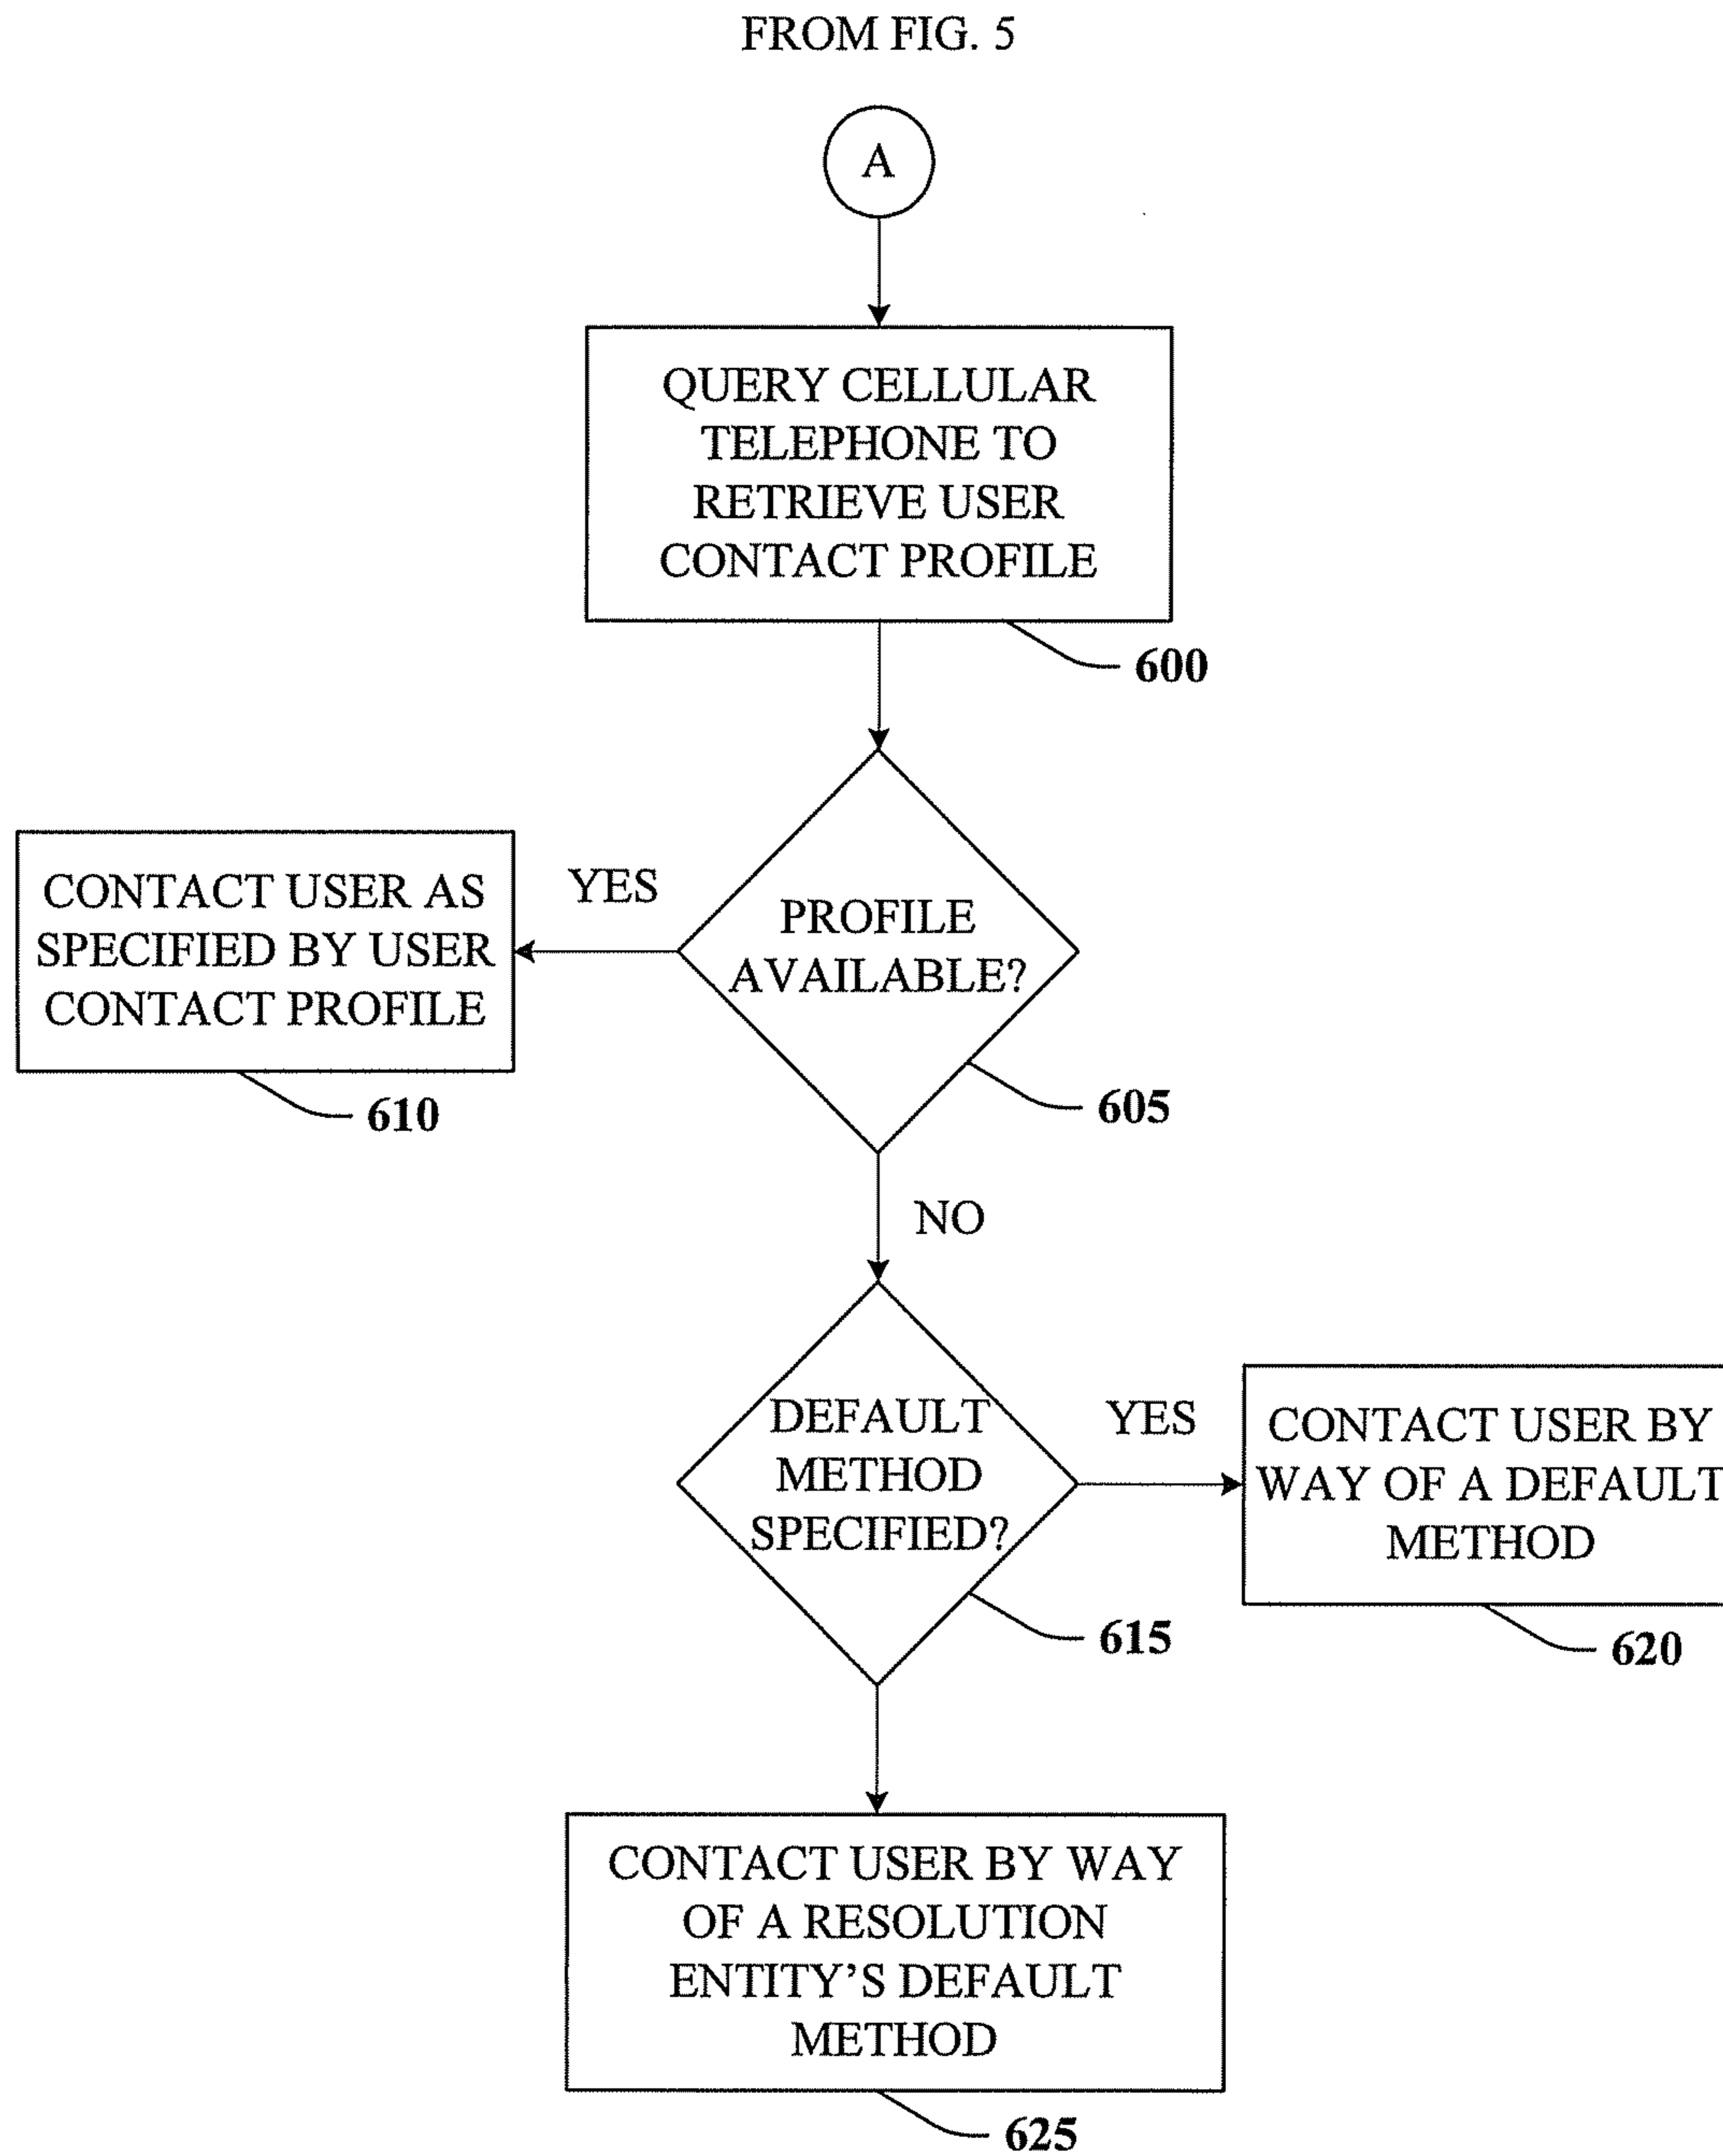 FROM FIG. 5
A
QUERY CELLULAR
TELEPHONE TO
RETRIEVE USER
CONTACT PROFILE
600
CONTACT USER AS
SPECIFIED BY USER
CONTACT PROFILE
610
YES
PROFILE
AVAILABLE?
605
NO
DEFAULT
METHOD
SPECIFIED?
615
YES
CONTACT USER BY
WAY OF A DEFAULT
METHOD
620
CONTACT USER BY WAY
OF A RESOLUTION
ENTITY'S DEFAULT
METHOD
625